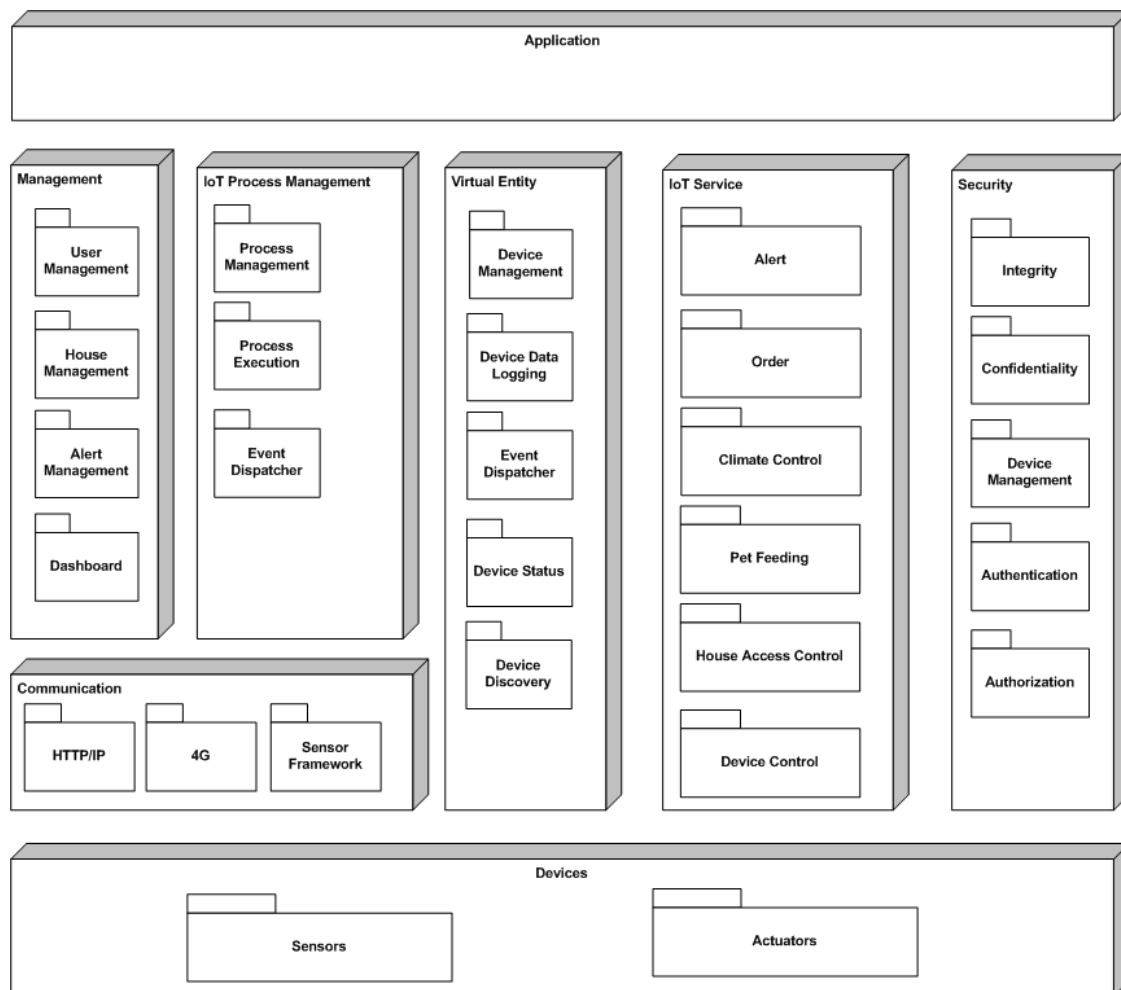 Application
Management
User
Management
House
Management
Alert
Management
Dashboard
IoT Process Management
Process
Management
Process
Execution
Event
Dispatcher
Communication
HTTP/IP
4G
Sensor
Framework
Virtual Entity
Device
Management
Device Data
Logging
Event
Dispatcher
Device Status
Device
Discovery
IoT Service
Alert
Order
Climate Control
Pet Feeding
House Access Control
Device Control
Security
Integrity
Confidentiality
Device
Management
Authentication
Authorization
Devices
Sensors
Actuators